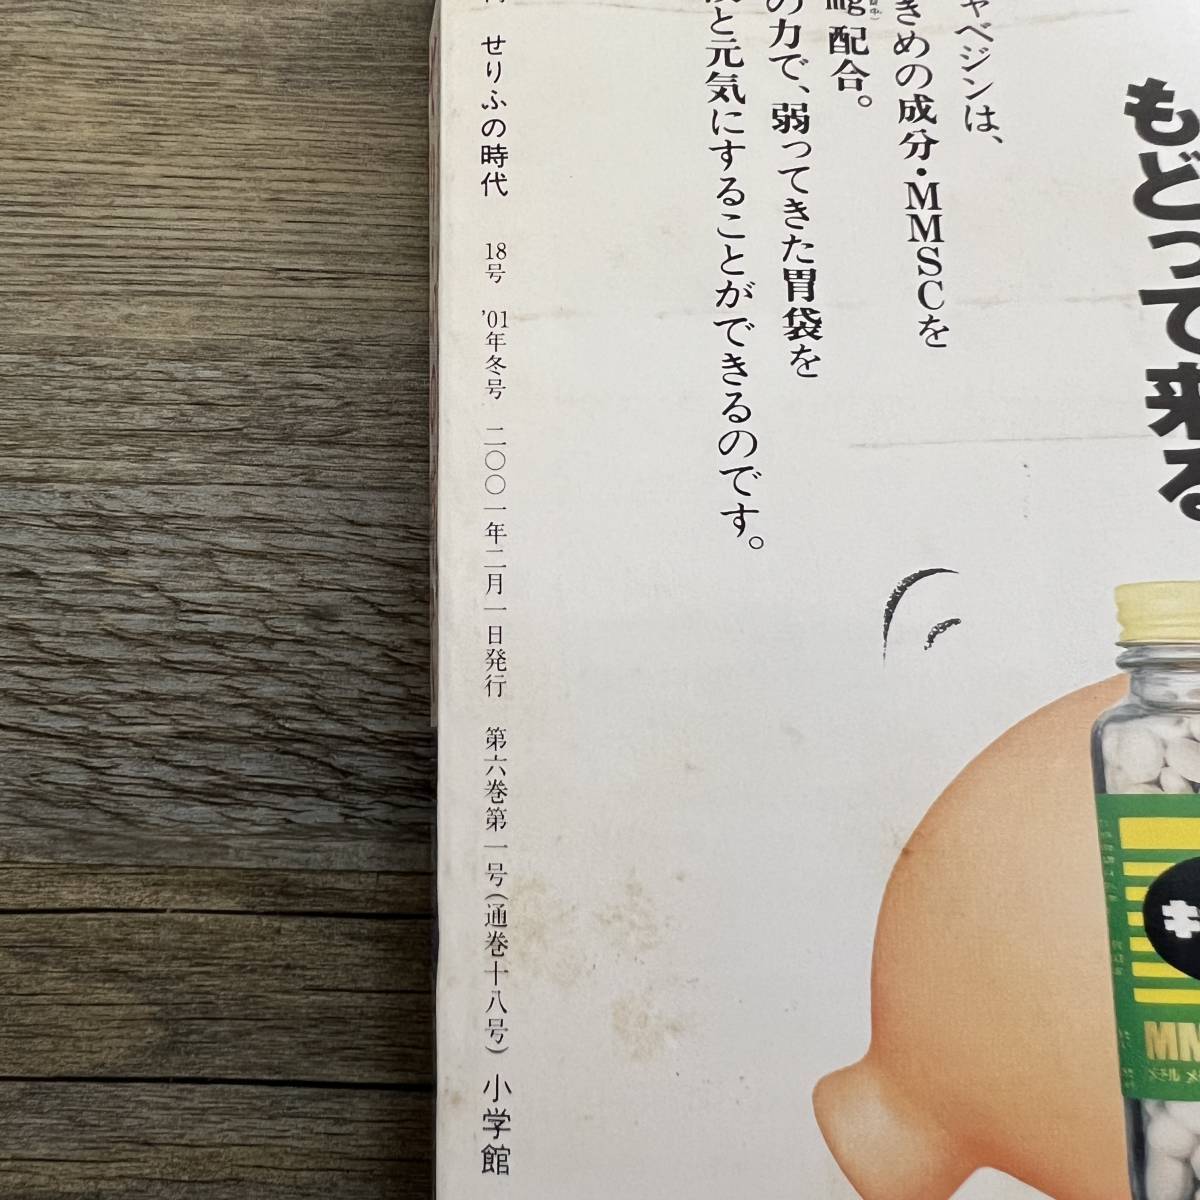 もどって来る
ャベジンは、
きめの成分・MMSCを
mg配合。
の力で、弱ってきた胃袋を
と元気にすることができるのです。
せりふの時代 18号 '01年冬号 二〇〇一年二月一日発行 第六巻第一号(通巻十八号) 小学館
キ
MM